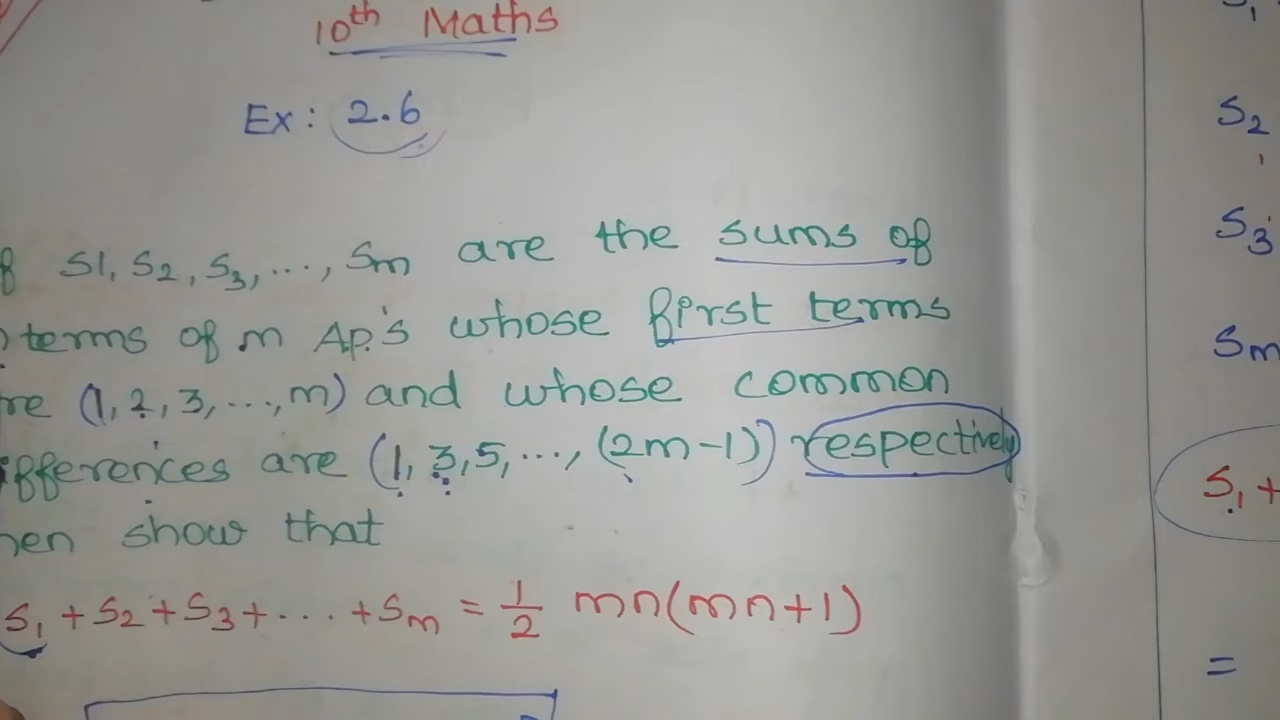 10th Maths
Ex: 2.6
S1, S2, S3, ..., Sm are the sums of
terms of m AP.'s whose first terms
(1, 2, 3, ..., m) and whose common
are (1, 3, 5, ..., (2m-1)) respectively
show that
S1 + S2 + S3 + .... + Sm = 1/2 mn(mn+1)
S2
S3
Sm
S1 +
=